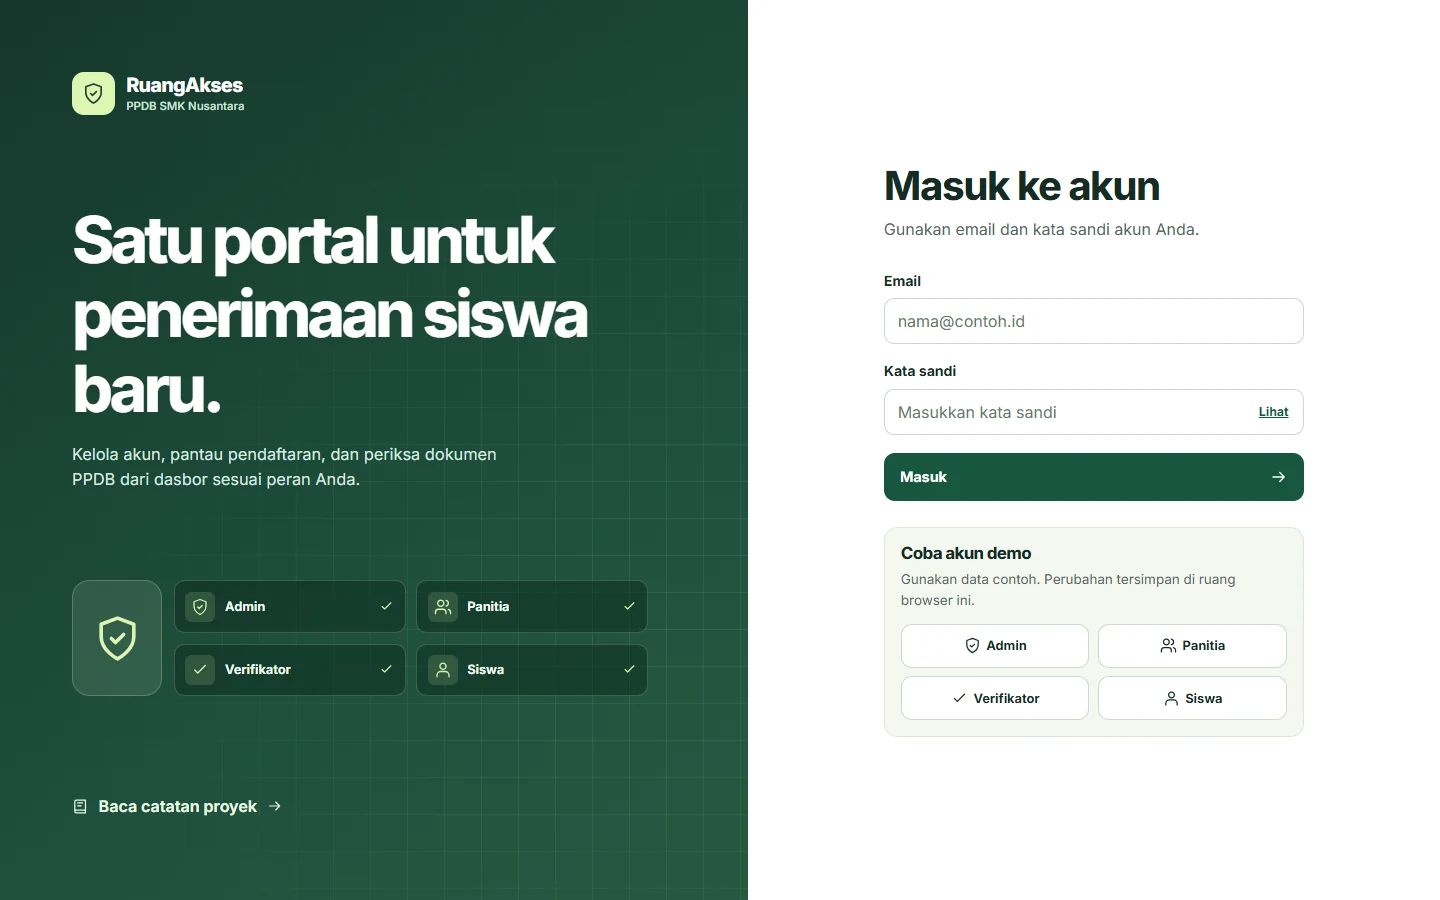 RuangAkses
PPDB SMK Nusantara
Satu portal untuk
penerimaan siswa
baru.
Kelola akun, pantau pendaftaran, dan periksa dokumen
PPDB dari dasbor sesuai peran Anda.
Admin
Panitia
Verifikator
Siswa
Baca catatan proyek
Masuk ke akun
Gunakan email dan kata sandi akun Anda.
Email
nama@contoh.id
Kata sandi
Masukkan kata sandi
Lihat
Masuk
Coba akun demo
Gunakan data contoh. Perubahan tersimpan di ruang
browser ini.
Admin
Panitia
Verifikator
Siswa